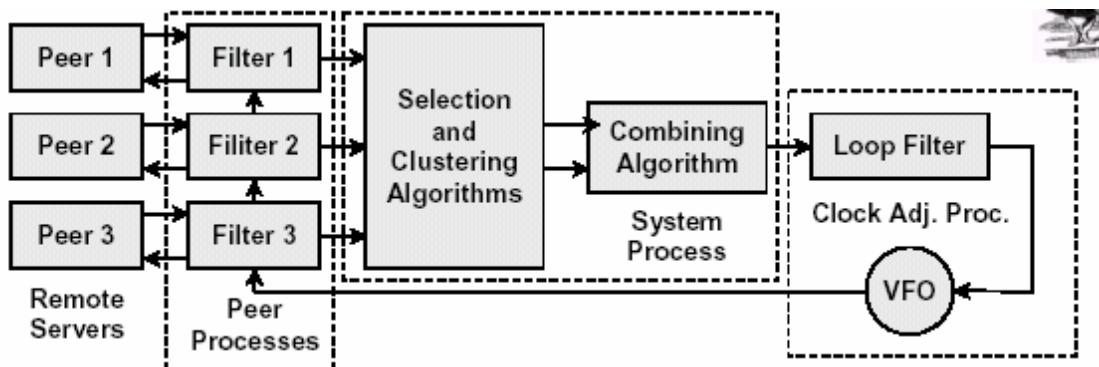 Peer 1
Filter 1
Peer 2
Filiter 2
Peer 3
Filter 3
Remote
Servers
Peer
Processes
Selection
and
Clustering
Algorithms
Combining
Algorithm
System
Process
Loop Filter
Clock Adj. Proc.
VFO